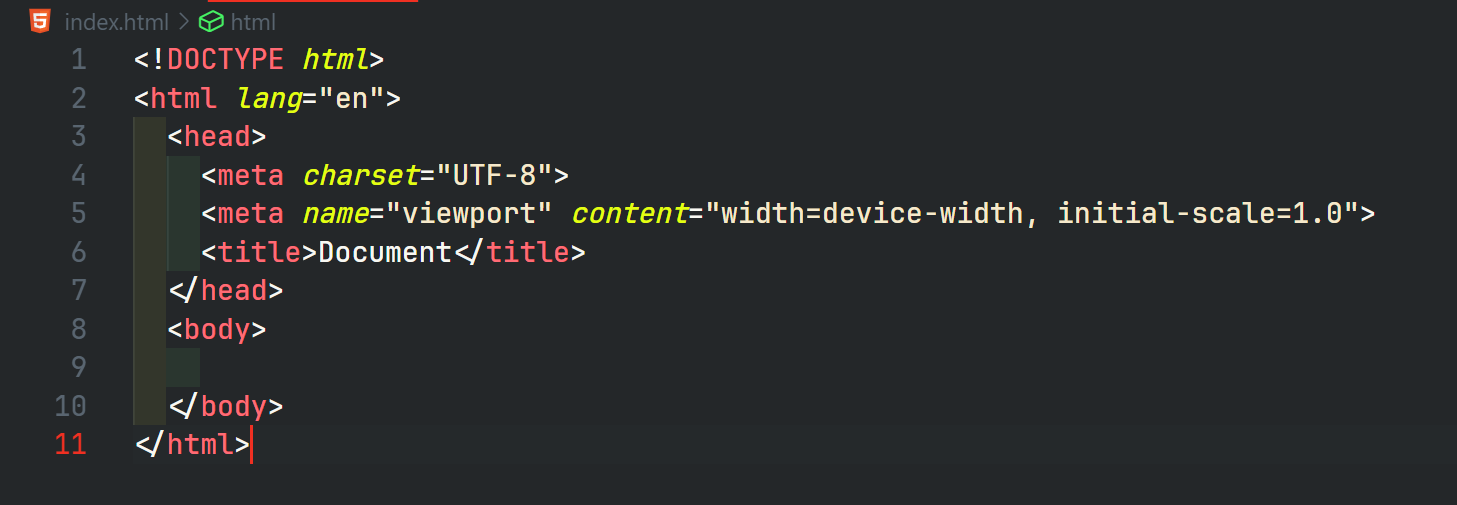 index.html > html
1 <!DOCTYPE html>
2 <html lang="en">
3   <head>
4     <meta charset="UTF-8">
5     <meta name="viewport" content="width=device-width, initial-scale=1.0">
6     <title>Document</title>
7   </head>
8   <body>
9
10   </body>
11 </html>